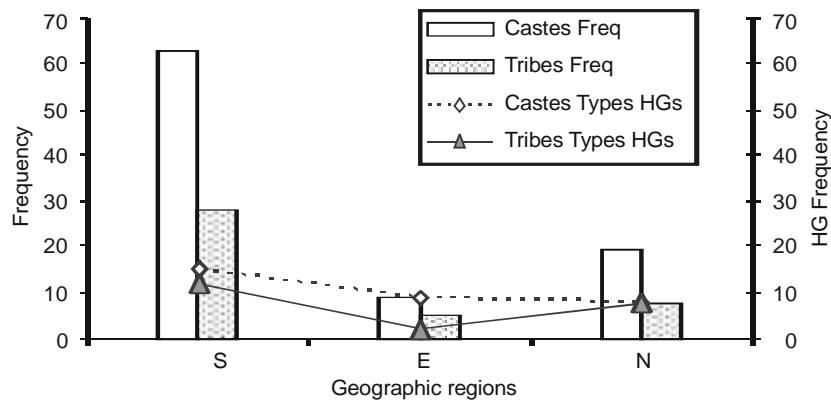 70
60
50
40
30
20
10
0
Frequency
Castes Freq
Tribes Freq
Castes Types HGs
Tribes Types HGs
70
60
50
40
30
20
10
0
HG Frequency
S E N
Geographic regions